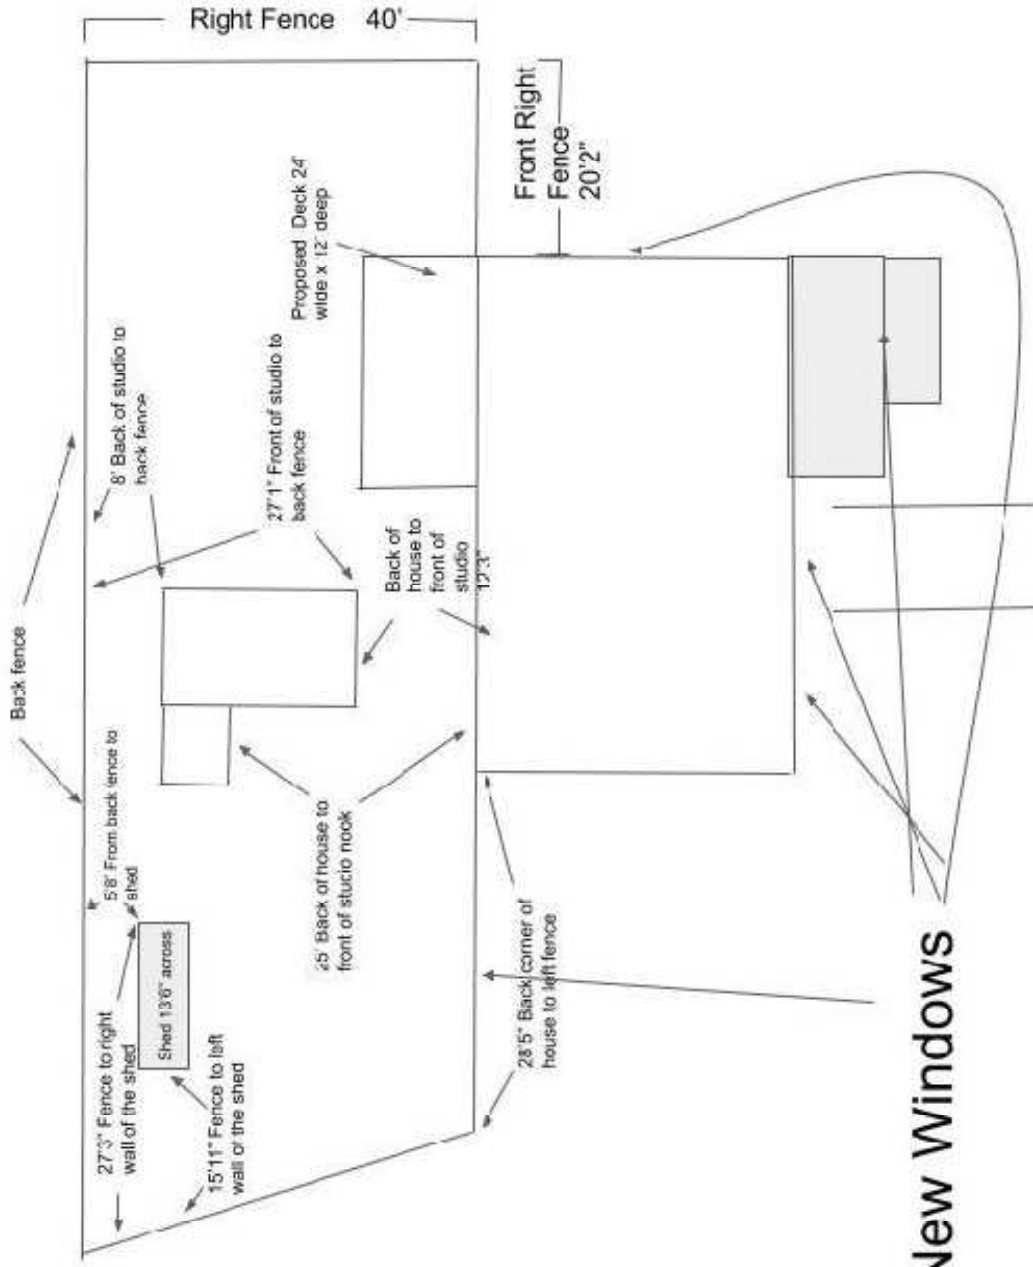 Right Fence 40'
Front Right
Fence
20'2"
Proposed Deck 24'
wide x 12' deep
8' Back of studio to
back fence
27'1" Front of studio to
back fence
Back of
house to
front of
studio
12'3"
Back fence
5'8' From back fence to
shed
25' Back of house to
front of studio nook
27'3" Fence to right
wall of the shed
Shed 13'6" across
15'11" Fence to left
wall of the shed
28'5" Back corner of
house to left fence
New Windows